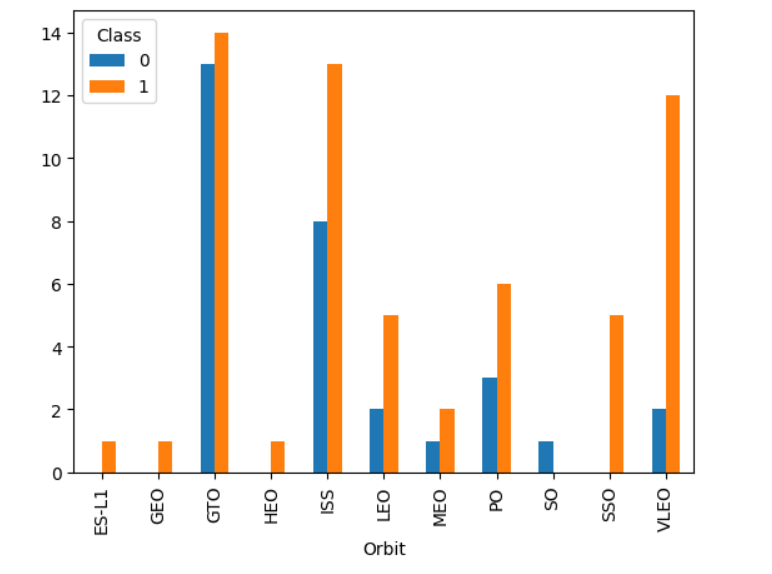 Class
0
1
14
12
10
8
6
4
2
0
ES-L1
GEO
GTO
HEO
ISS
LEO
MEO
PO
SO
SSO
VLEO
Orbit